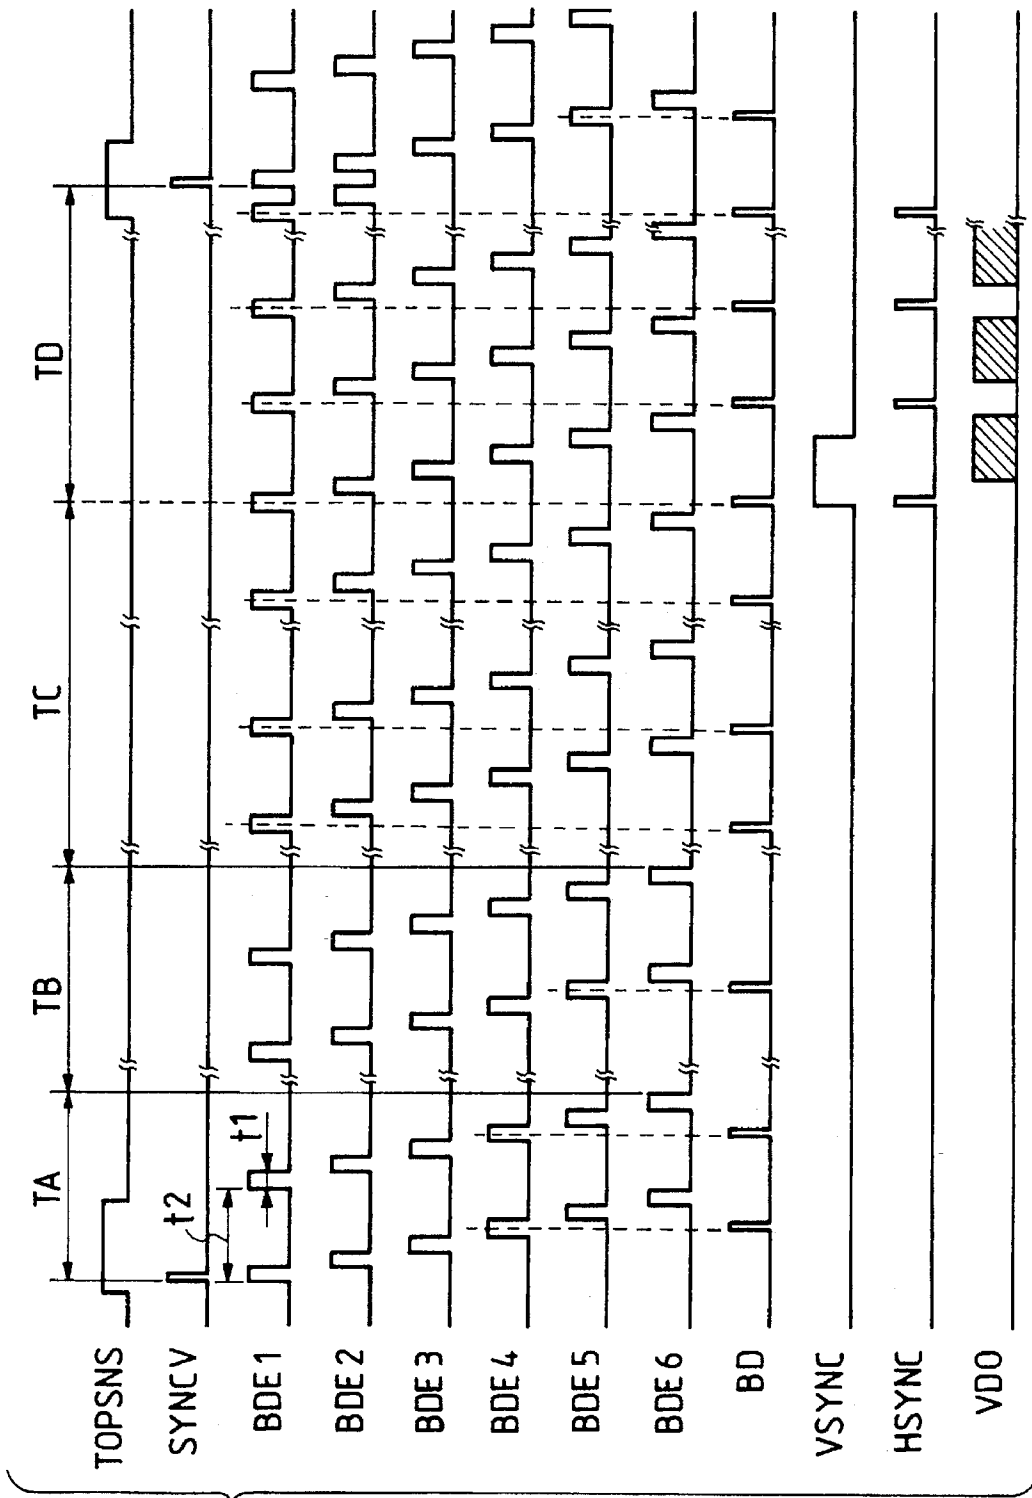 TA
TB
TC
TD
TOPSNS
SYNCV
t2
t1
BDE1
BDE2
BDE3
BDE4
BDE5
BDE6
BD
VSYNC
HSYNC
VDO